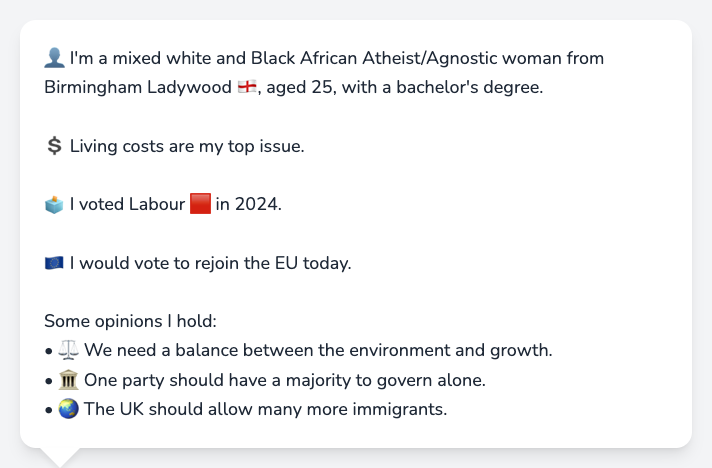 👤 I'm a mixed white and Black African Atheist/Agnostic woman from
Birmingham Ladywood 🏴󠁧󠁢󠁥󠁮󠁧󠁿, aged 25, with a bachelor's degree.
💲 Living costs are my top issue.
🗳️ I voted Labour 🟥 in 2024.
🇪🇺 I would vote to rejoin the EU today.
Some opinions I hold:
• ⚖️ We need a balance between the environment and growth.
• 🏛️ One party should have a majority to govern alone.
• 🌏 The UK should allow many more immigrants.